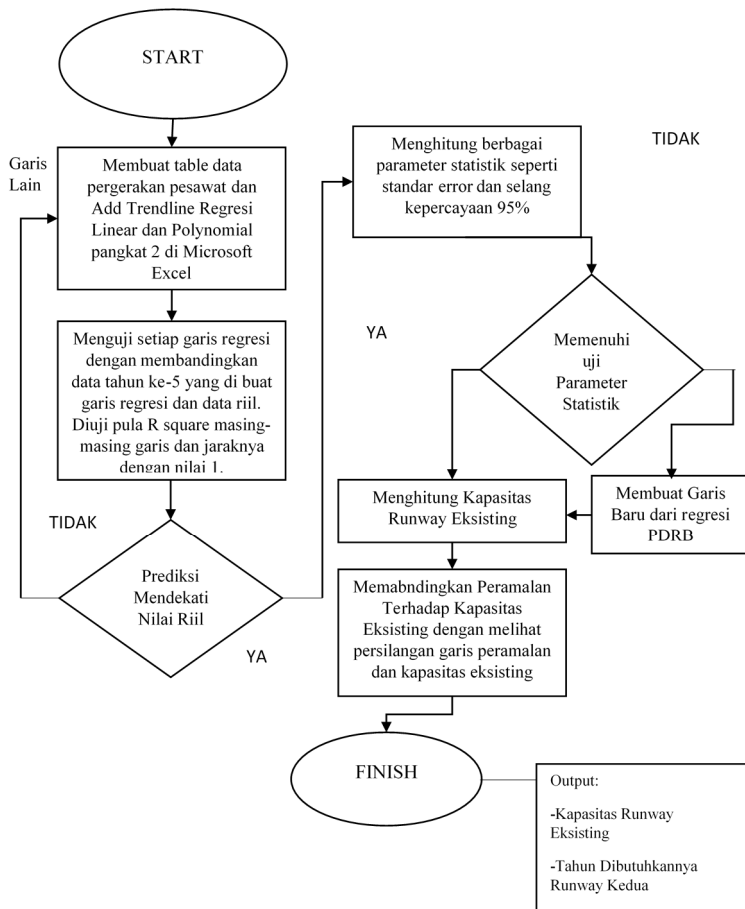 START
Garis
Lain
Membuat table data
pergerakan pesawat dan
Add Trendline Regresi
Linear dan Polynomial
pangkat 2 di Microsoft
Excel
Menguji setiap garis regresi
dengan membandingkan
data tahun ke-5 yang di buat
garis regresi dan data riil.
Diuji pula R square masing-
masing garis dan jaraknya
dengan nilai 1.
TIDAK
Prediksi
Mendekati
Nilai Riil
YA
Menghitung berbagai
parameter statistik seperti
standar error dan selang
kepercayaan 95%
TIDAK
YA
Memenuhi
uji
Parameter
Statistik
Menghitung Kapasitas
Runway Eksisting
Membuat Garis
Baru dari regresi
PDRB
Memabndingkan Peramalan
Terhadap Kapasitas
Eksisting dengan melihat
persilangan garis peramalan
dan kapasitas eksisting
FINISH
Output:
-Kapasitas Runway
Eksisting
-Tahun Dibutuhkannya
Runway Kedua